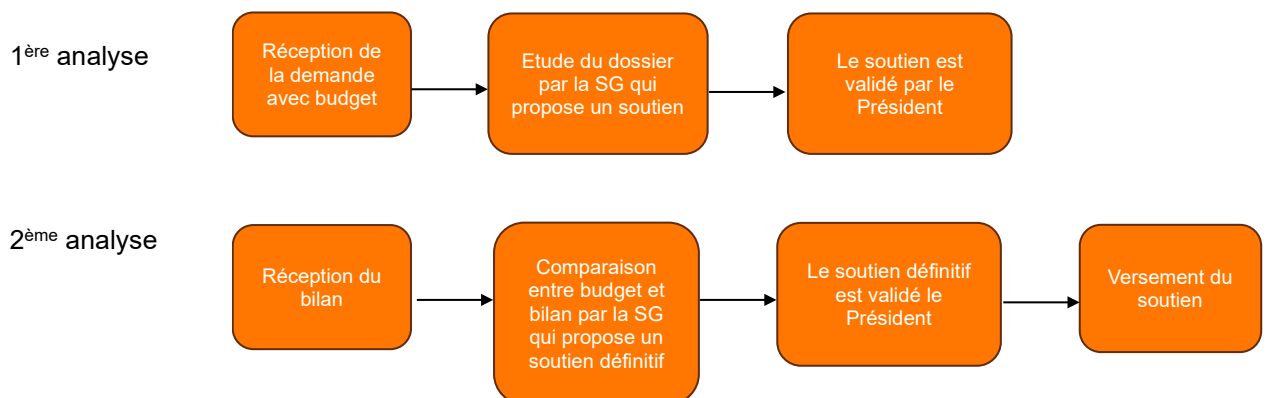 1ère analyse
Réception de
la demande
avec budget
Etude du dossier
par la SG qui
propose un soutien
Le soutien est
validé par le
Président
2ème analyse
Réception du
bilan
Comparaison
entre budget et
bilan par la SG
qui propose un
soutien définitif
Le soutien définitif
est validé le
Président
Versement du
soutien